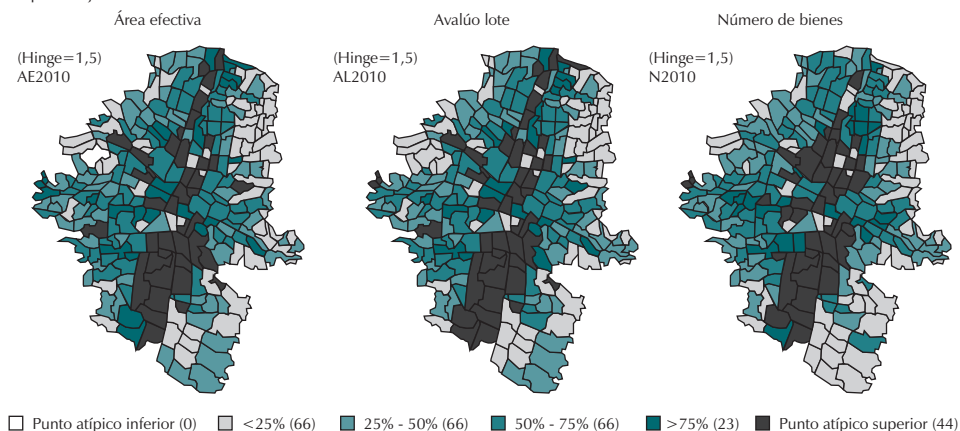 Área efectiva
Avalúo lote
Número de bienes
(Hinge=1,5)
AE2010
(Hinge=1,5)
AL2010
(Hinge=1,5)
N2010
Punto atípico inferior (0) <25% (66) 25% - 50% (66) 50% - 75% (66) >75% (23) Punto atípico superior (44)